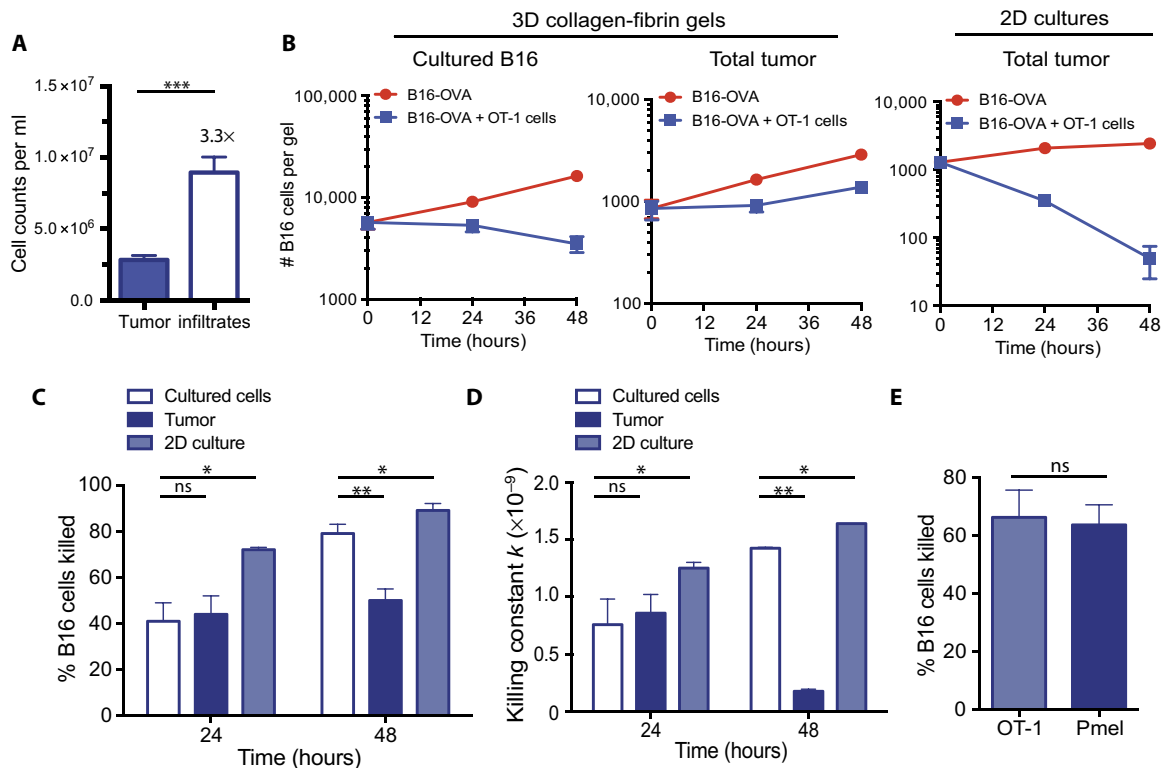 A
***
3.3×
1.5×10⁷
1.0×10⁷
5.0×10⁶
0.0
Cell counts per ml
Tumor infiltrates
B
3D collagen-fibrin gels
2D cultures
Cultured B16
B16-OVA
B16-OVA + OT-1 cells
100,000
10,000
1000
# B16 cells per gel
0 12 24 36 48
Time (hours)
Total tumor
B16-OVA
B16-OVA + OT-1 cells
10,000
1000
100
0 12 24 36 48
Time (hours)
Total tumor
B16-OVA
B16-OVA + OT-1 cells
10,000
1000
100
10
0 12 24 36 48
Time (hours)
C
Cultured cells
Tumor
2D culture
* *
ns **
100
80
60
40
20
0
% B16 cells killed
24 48
Time (hours)
D
Cultured cells
Tumor
2D culture
* *
ns **
2.0
1.5
1.0
0.5
0
Killing constant k (×10⁻⁹)
24 48
Time (hours)
E
ns
80
60
40
20
0
% B16 cells killed
OT-1 Pmel